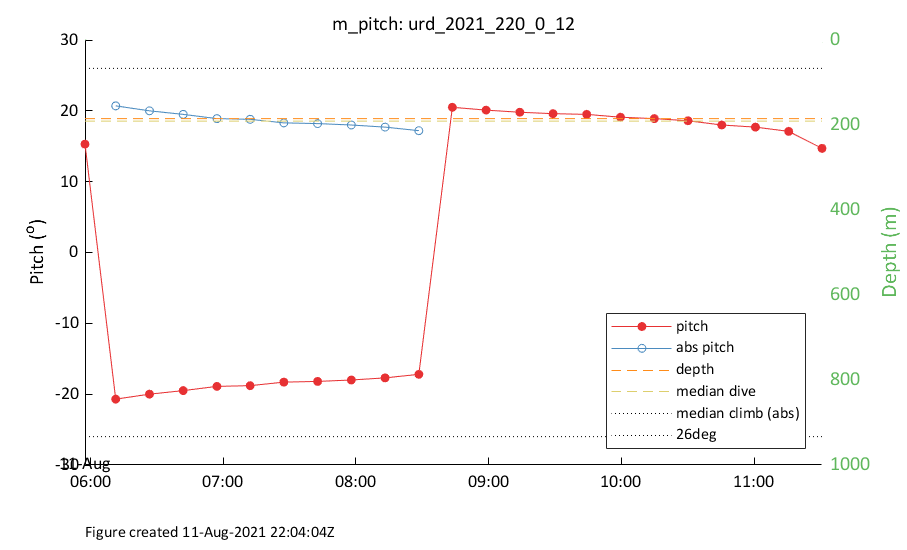 m_pitch: urd_2021_220_0_12
30
20
10
0
-10
-20
-30
Pitch (o)
0
200
400
600
800
1000
Depth (m)
pitch
abs pitch
depth
median dive
median climb (abs)
26deg
11-Aug
06:00 07:00 08:00 09:00 10:00 11:00
Figure created 11-Aug-2021 22:04:04Z